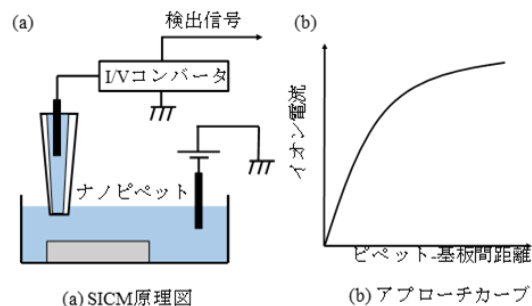 (a)
検出信号
I/Vコンバータ
ナノピペット
(a) SICM原理図
(b)
イオン電流
ピペット-基板間距離
(b) アプローチカーブ